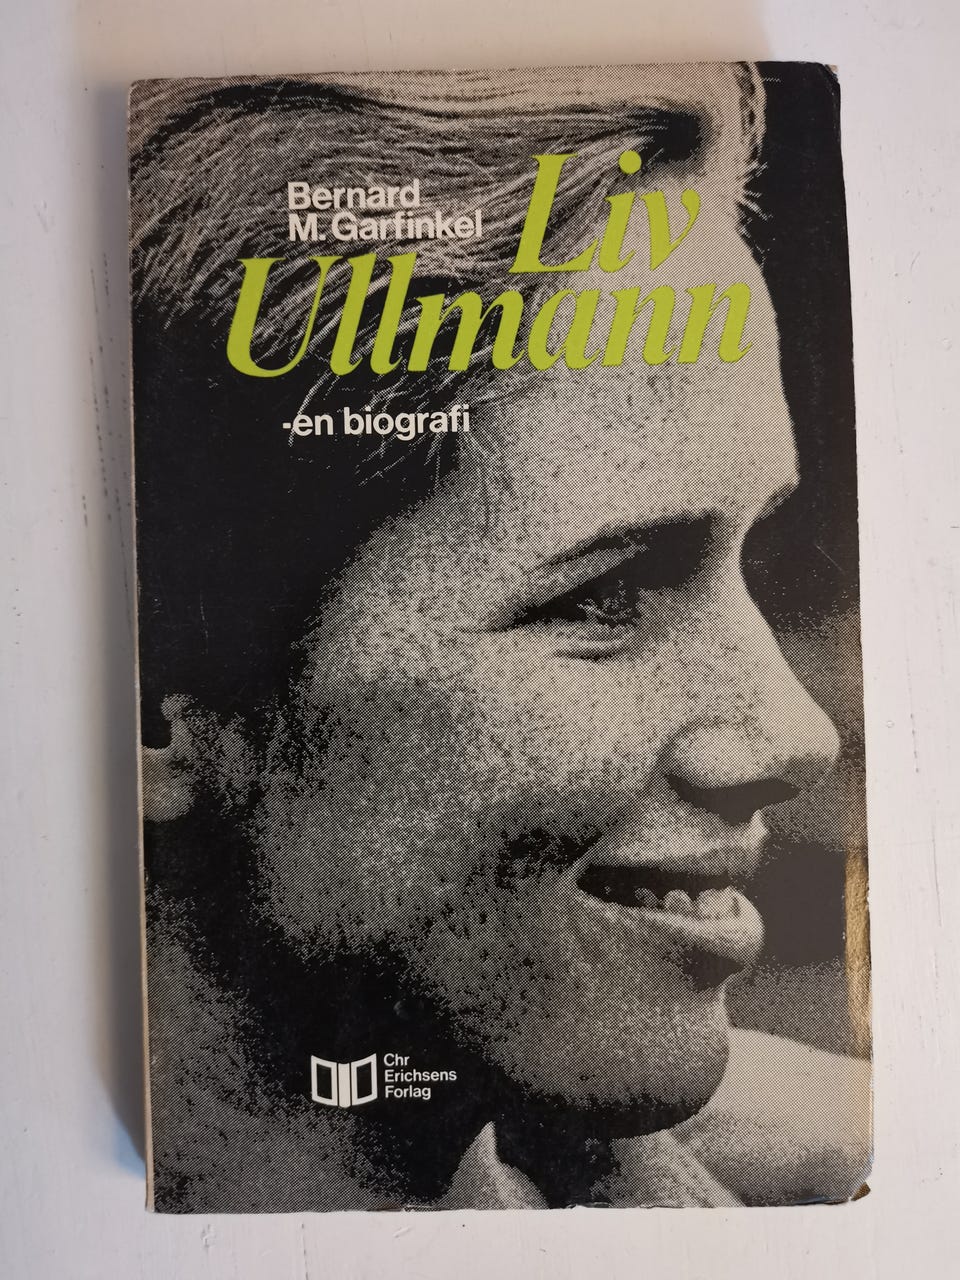 Bernard
M. Garfinkel
Liv
Ullmann
-en biografi
Chr
Erichsens
Forlag